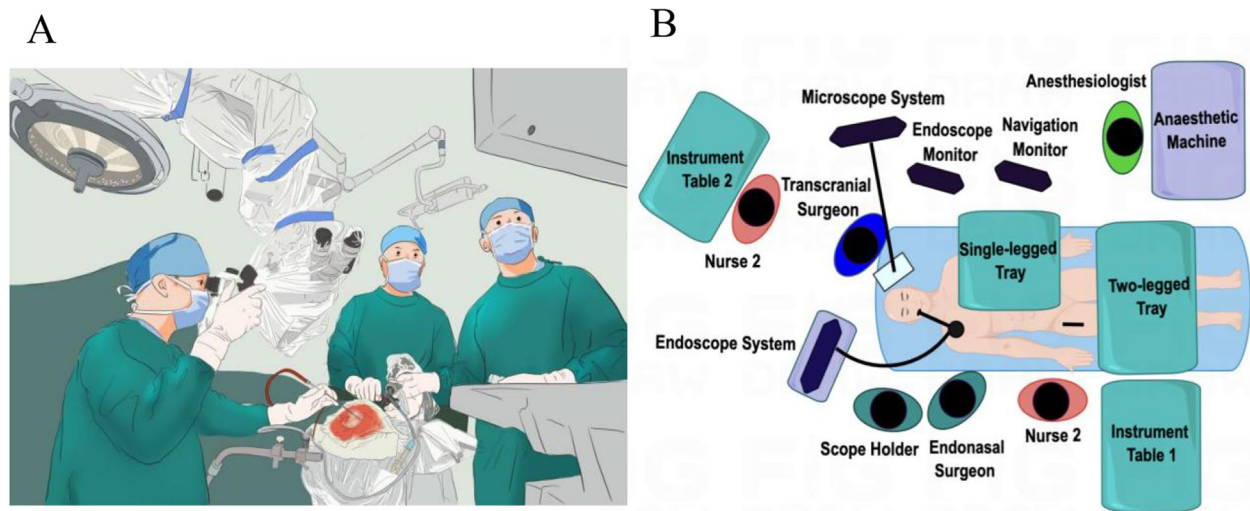 A
B
Anesthesiologist
Microscope System
Endoscope
Monitor
Navigation
Monitor
Anaesthetic
Machine
Instrument
Table 2
Transcranial
Surgeon
Nurse 2
Single-legged
Tray
Two-legged
Tray
Endoscope System
Scope Holder
Endonasal
Surgeon
Nurse 2
Instrument
Table 1